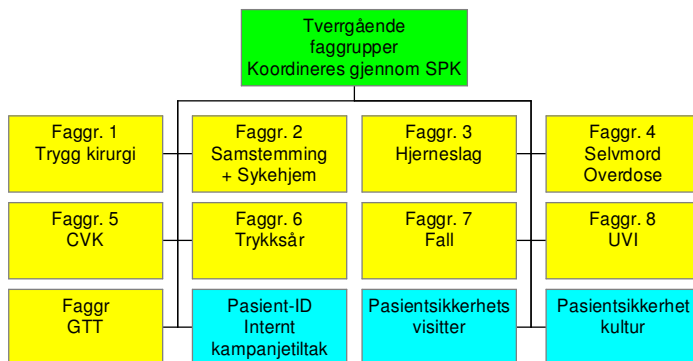 Tverrgående
faggrupper
Koordineres gjennom SPK
Faggr. 1
Trygg kirurgi
Faggr. 2
Samstemming
+ Sykehjem
Faggr. 3
Hjerneslag
Faggr. 4
Selvmord
Overdose
Faggr. 5
CVK
Faggr. 6
Trykksår
Faggr. 7
Fall
Faggr. 8
UVI
Faggr
GTT
Pasient-ID
Internt
kampanjetiltak
Pasientsikkerhets
visitter
Pasientsikkerhet
kultur